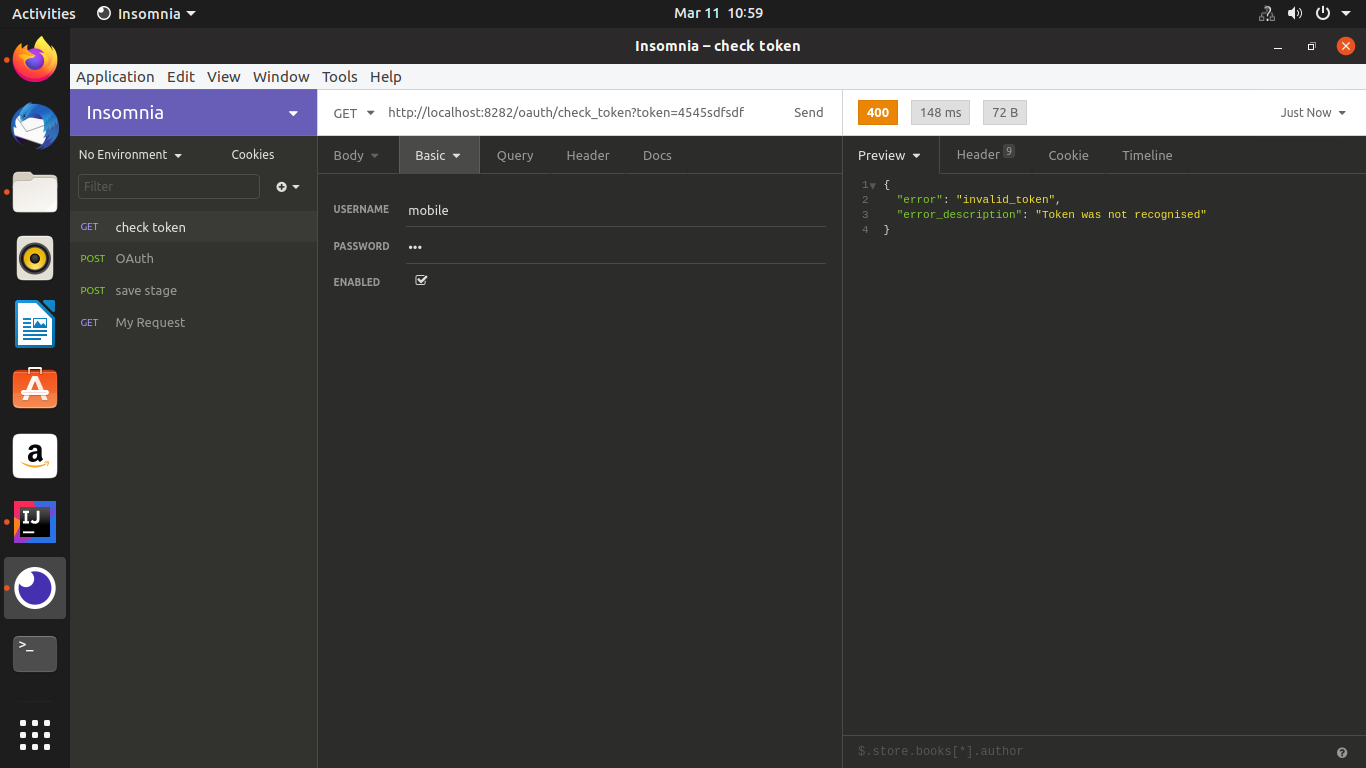 Activities Insomnia Mar 11 10:59
Insomnia – check token
Application Edit View Window Tools Help
Insomnia
GET http://localhost:8282/oauth/check_token?token=4545sdfsdf Send
400 148 ms 72 B Just Now
No Environment Cookies
Body Basic Query Header Docs
Preview Header 9 Cookie Timeline
Filter
GET check token
POST OAuth
POST save stage
GET My Request
USERNAME mobile
PASSWORD •••
ENABLED
1 {
2 "error": "invalid_token",
3 "error_description": "Token was not recognised"
4 }
a
IJ
>_
$.store.books[*].author
?